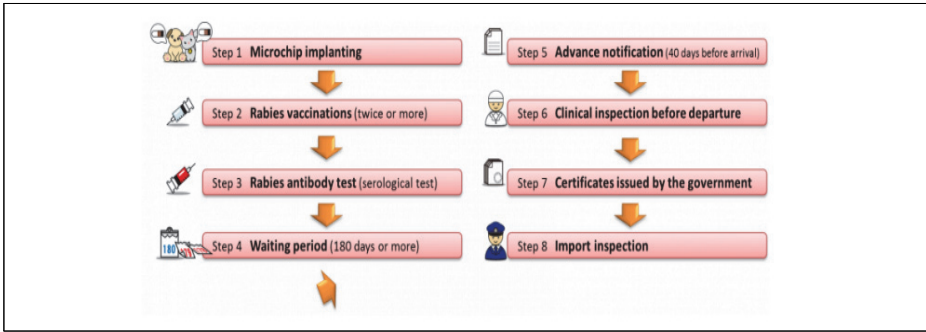 Step 1 Microchip implanting
Step 2 Rabies vaccinations (twice or more)
Step 3 Rabies antibody test (serological test)
180
Step 4 Waiting period (180 days or more)
Step 5 Advance notification (40 days before arrival)
Step 6 Clinical inspection before departure
Step 7 Certificates issued by the government
Step 8 Import inspection